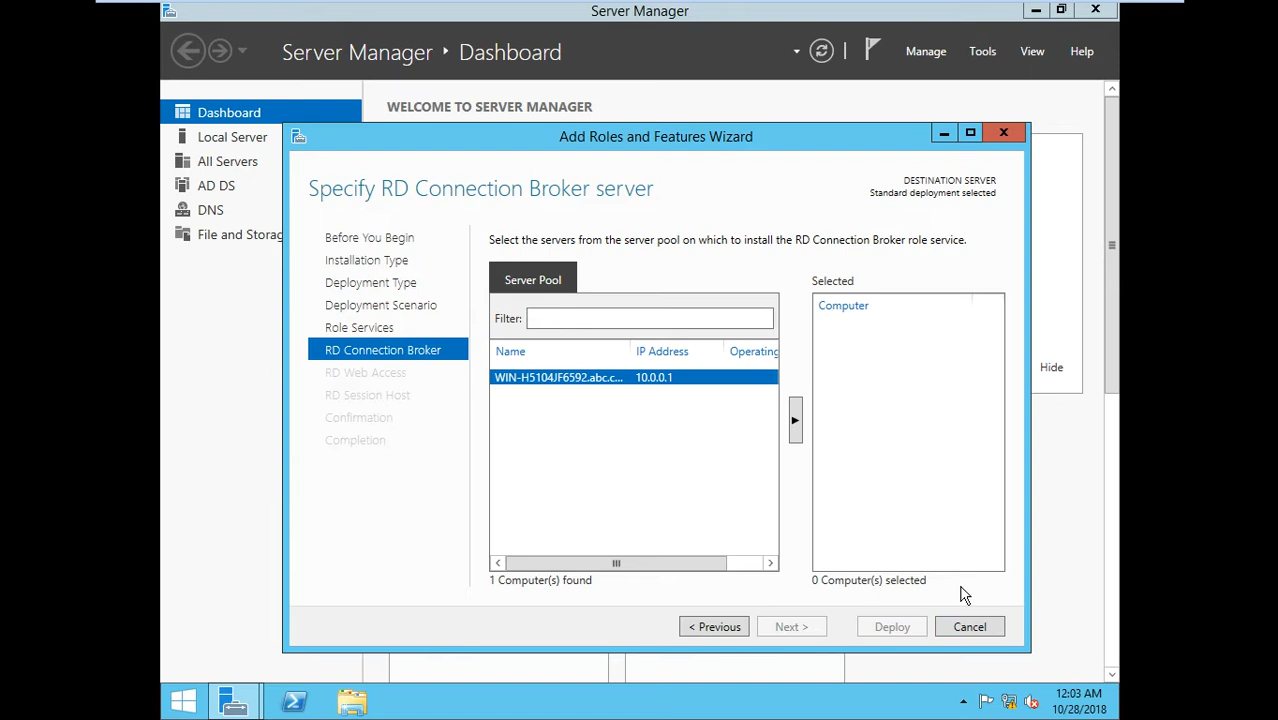 Server Manager
Server Manager ‣ Dashboard
Manage
Tools
View
Help
Dashboard
Local Server
All Servers
AD DS
DNS
File and Storag
WELCOME TO SERVER MANAGER
Hide
Add Roles and Features Wizard
Specify RD Connection Broker server
DESTINATION SERVER
Standard deployment selected
Before You Begin
Installation Type
Deployment Type
Deployment Scenario
Role Services
RD Connection Broker
RD Web Access
RD Session Host
Confirmation
Completion
Select the servers from the server pool on which to install the RD Connection Broker role service.
Server Pool
Filter:
Name IP Address Operating
WIN-H5104JF6592.abc.c... 10.0.0.1
1 Computer(s) found
Selected
Computer
0 Computer(s) selected
< Previous
Next >
Deploy
Cancel
12:03 AM
10/28/2018